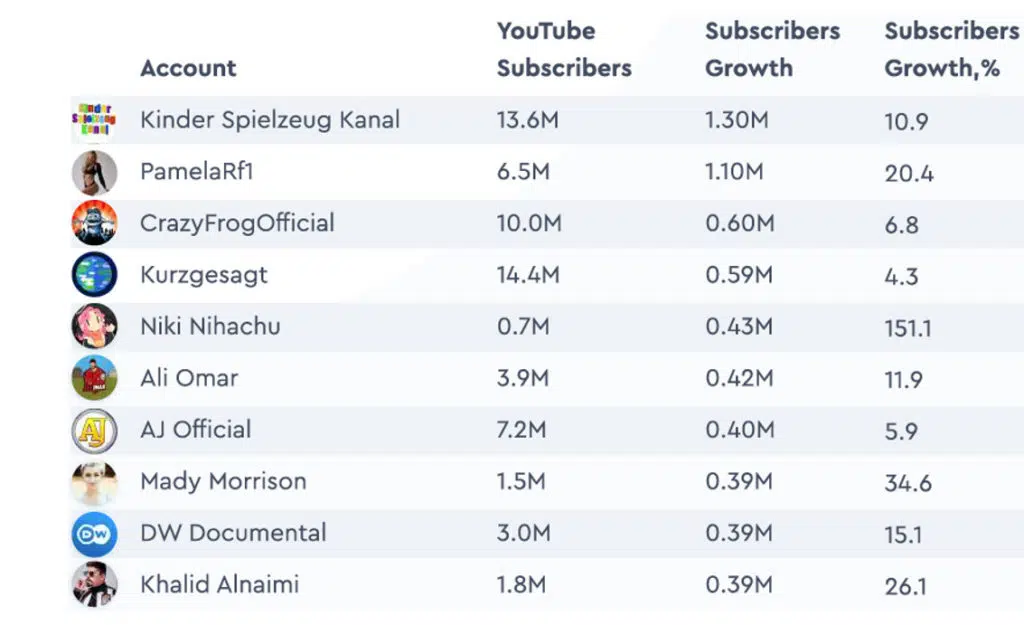 YouTube Subscribers Subscribers
Account Subscribers Growth Growth,%
Kinder Spielzeug Kanal 13.6M 1.30M 10.9
PamelaRf1 6.5M 1.10M 20.4
CrazyFrogOfficial 10.0M 0.60M 6.8
Kurzgesagt 14.4M 0.59M 4.3
Niki Nihachu 0.7M 0.43M 151.1
Ali Omar 3.9M 0.42M 11.9
AJ AJ Official 7.2M 0.40M 5.9
Mady Morrison 1.5M 0.39M 34.6
DW DW Documental 3.0M 0.39M 15.1
Khalid Alnaimi 1.8M 0.39M 26.1